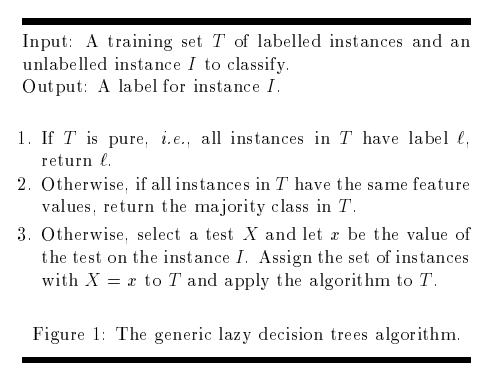 Input: A training set T of labelled instances and an
unlabelled instance I to classify.
Output: A label for instance I.
1. If T is pure, i.e., all instances in T have label ℓ,
return ℓ.
2. Otherwise, if all instances in T have the same feature
values, return the majority class in T.
3. Otherwise, select a test X and let x be the value of
the test on the instance I. Assign the set of instances
with X = x to T and apply the algorithm to T.
Figure 1: The generic lazy decision trees algorithm.